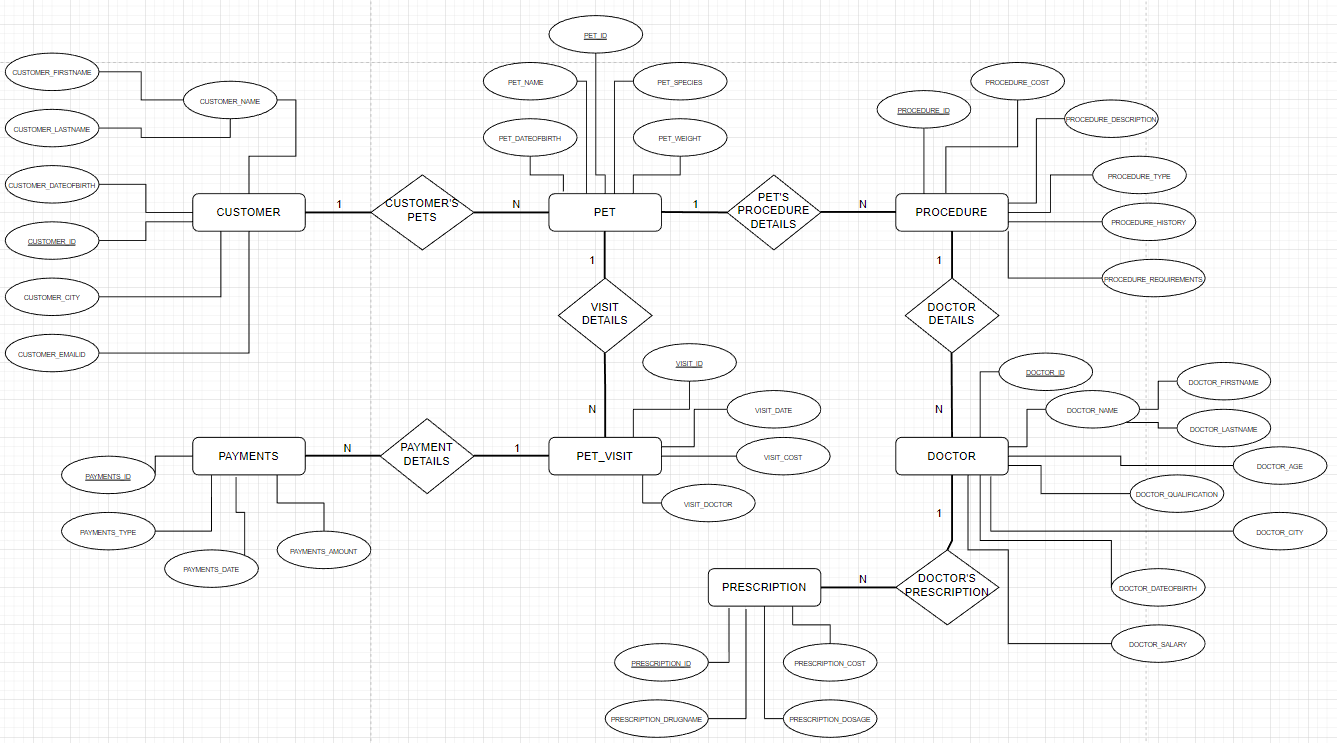 PET_ID
CUSTOMER_FIRSTNAME
PET_NAME
PET_SPECIES
PROCEDURE_COST
CUSTOMER_NAME
PROCEDURE_ID
PROCEDURE_DESCRIPTION
CUSTOMER_LASTNAME
PET_DATEOFBIRTH
PET_WEIGHT
PROCEDURE_TYPE
CUSTOMER_DATEOFBIRTH
CUSTOMER
1
CUSTOMER'S
PETS
N
PET
1
PET'S
PROCEDURE
DETAILS
N
PROCEDURE
PROCEDURE_HISTORY
CUSTOMER_ID
1
1
PROCEDURE_REQUIREMENTS
CUSTOMER_CITY
VISIT
DETAILS
DOCTOR
DETAILS
CUSTOMER_EMAILID
VISIT_ID
DOCTOR_ID
DOCTOR_FIRSTNAME
N
VISIT_DATE
N
DOCTOR_NAME
DOCTOR_LASTNAME
PAYMENTS
N
PAYMENT
DETAILS
1
PET_VISIT
VISIT_COST
DOCTOR
DOCTOR_AGE
PAYMENTS_ID
DOCTOR_QUALIFICATION
VISIT_DOCTOR
1
PAYMENTS_TYPE
DOCTOR_CITY
PAYMENTS_AMOUNT
PAYMENTS_DATE
PRESCRIPTION
N
DOCTOR'S
PRESCRIPTION
DOCTOR_DATEOFBIRTH
DOCTOR_SALARY
PRESCRIPTION_ID
PRESCRIPTION_COST
PRESCRIPTION_DRUGNAME
PRESCRIPTION_DOSAGE